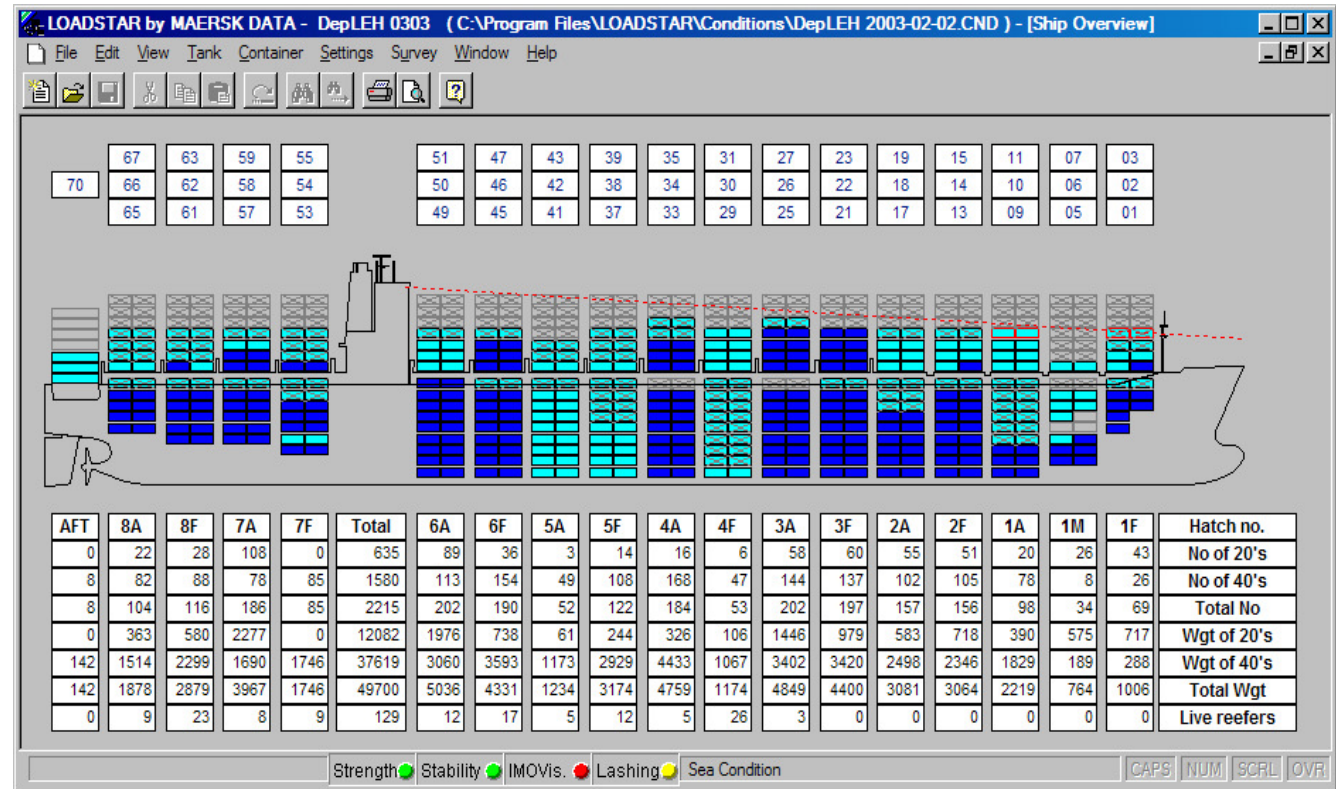 LOADSTAR by MAERSK DATA - DepLEH 0303 ( C:\Program Files\LOADSTAR\Conditions\DepLEH 2003-02-02.CND ) - [Ship Overview]
File Edit View Tank Container Settings Survey Window Help
67 63 59 55 51 47 43 39 35 31 27 23 19 15 11 07 03
70 66 62 58 54 50 46 42 38 34 30 26 22 18 14 10 06 02
65 61 57 53 49 45 41 37 33 29 25 21 17 13 09 05 01
AFT 8A 8F 7A 7F Total 6A 6F 5A 5F 4A 4F 3A 3F 2A 2F 1A 1M 1F Hatch no.
0 22 28 108 0 635 89 36 3 14 16 6 58 60 55 51 20 26 43 No of 20's
8 82 88 78 85 1580 113 154 49 108 168 47 144 137 102 105 78 8 26 No of 40's
8 104 116 186 85 2215 202 190 52 122 184 53 202 197 157 156 98 34 69 Total No
0 363 580 2277 0 12082 1976 738 61 244 326 106 1446 979 583 718 390 575 717 Wgt of 20's
142 1514 2299 1690 1746 37619 3060 3593 1173 2929 4433 1067 3402 3420 2498 2346 1829 189 288 Wgt of 40's
142 1878 2879 3967 1746 49700 5036 4331 1234 3174 4759 1174 4849 4400 3081 3064 2219 764 1006 Total Wgt
0 9 23 8 9 129 12 17 5 12 5 26 3 0 0 0 0 0 0 Live reefers
Strength Stability IMOVis. Lashing Sea Condition CAPS NUM SCRL OVR